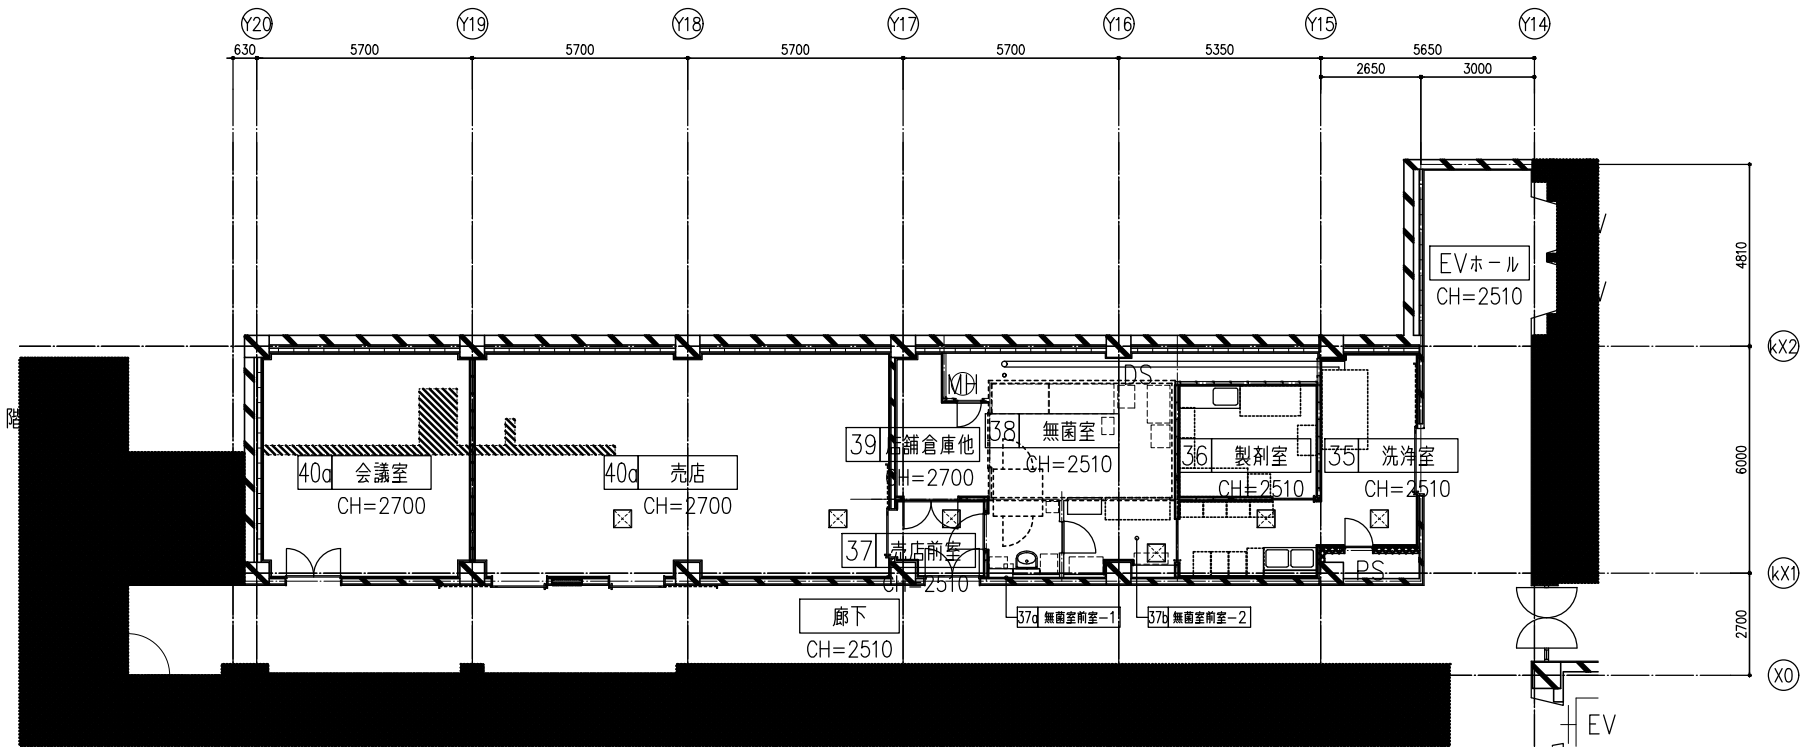 Y20 Y19 Y18 Y17 Y16 Y15 Y14
630 5700 5700 5700 5700 5350 5650
2650 3000
4810
EVホール
CH=2510
kX2
DS
MH
階
39 店舗倉庫他
H=2700
38 無菌室
CH=2510
36 製剤室
CH=2510
35 洗浄室
CH=2510
40a 会議室
CH=2700
40a 売店
CH=2700
6000
37 売店前室
CH=2510
PS
kX1
37a 無菌室前室-1
37b 無菌室前室-2
廊下
CH=2510
2700
X0
EV